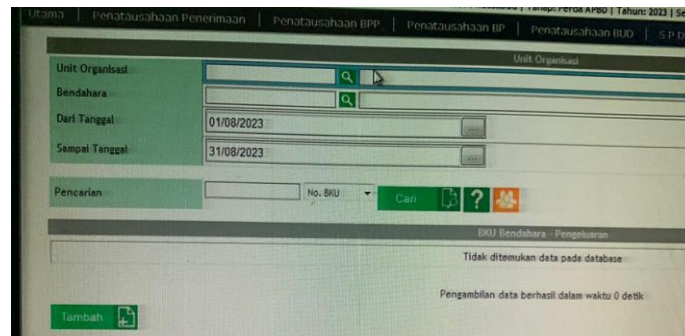 Tahap: Perda APBD | Tahun: 2023 | Se
Utama | Penatausahaan Penerimaan | Penatausahaan BPP | Penatausahaan BP | Penatausahaan BUD | S P D
Unit Organisasi
Unit Organisasi
Bendahara
Dari Tanggal 01/08/2023 ...
Sampai Tanggal 31/08/2023 ...
Pencarian No. BKU Cari ?
BKU Bendahara - Pengeluaran
Tidak ditemukan data pada database
Pengambilan data berhasil dalam waktu 0 detik
Tambah